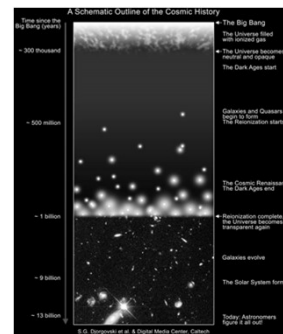 A Schematic Outline of the Cosmic History
Time since the
Big Bang (years)
The Big Bang
The Universe filled
with ionized gas
~ 300 thousand
The Universe becomes
neutral and opaque
The Dark Ages start
Galaxies and Quasars
begin to form
The Reionization starts
~ 500 million
The Cosmic Renaissance
The Dark Ages end
~ 1 billion
Reionization complete,
the Universe becomes
transparent again
Galaxies evolve
~ 9 billion
The Solar System forms
~ 13 billion
Today: Astronomers
figure it all out!
S.G. Djorgovski et al. & Digital Media Center, Caltech